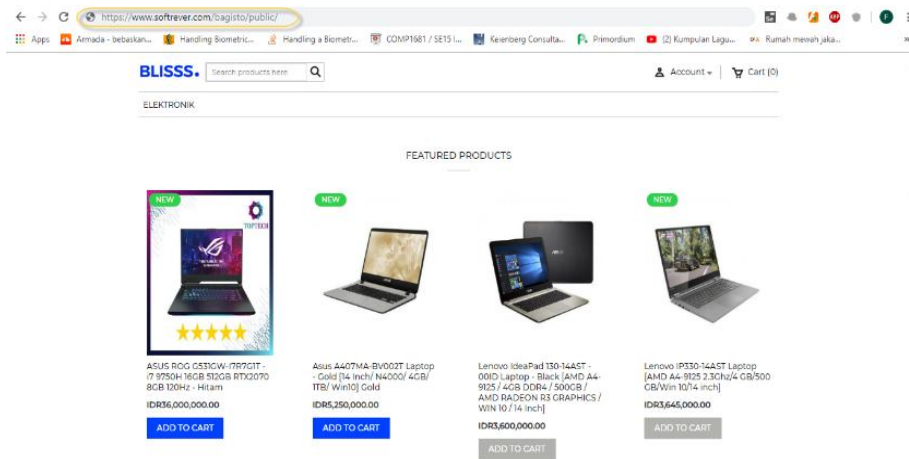 https://www.softrever.com/bagisto/public/
Apps Armada - bebaskan... Handling Biometric... Handling a Biometr... COMP1681 / SE15 I... Keienberg Consulta... Primordium (2) Kumpulan Lagu... Rumah mewah jaka...
BLISSS. Search products here Account Cart (0)
ELEKTRONIK
FEATURED PRODUCTS
NEW NEW NEW
TOPTECH
ASUS ROG G531GW-I7R7G1T -
i7 9750H 16GB 512GB RTX2070
8GB 120Hz - Hitam
IDR36,000,000.00
ADD TO CART
Asus A407MA-BV002T Laptop
- Gold [14 Inch/ N4000/ 4GB/
1TB/ Win10] Gold
IDR5,250,000.00
ADD TO CART
Lenovo IdeaPad 130-14AST -
00ID Laptop - Black [AMD A4-
9125 / 4GB DDR4 / 500GB /
AMD RADEON R3 GRAPHICS /
WIN 10 / 14 Inch]
IDR3,600,000.00
ADD TO CART
Lenovo IP330-14AST Laptop
[AMD A4-9125 2.3Ghz/4 GB/500
GB/Win 10/14 inch]
IDR3,645,000.00
ADD TO CART